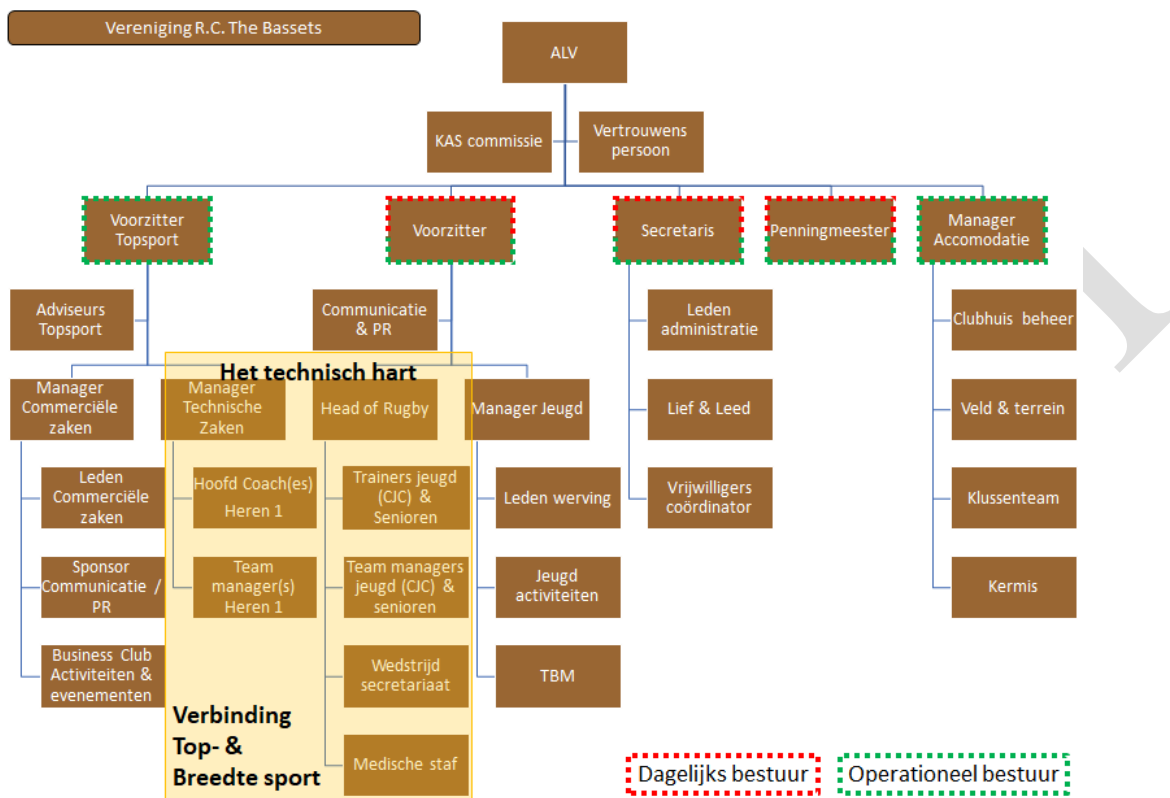 Vereniging R.C. The Bassets
ALV
KAS commissie
Vertrouwens
persoon
Voorzitter
Topsport
Voorzitter
Secretaris
Penningmeester
Manager
Accomodatie
Adviseurs
Topsport
Communicatie
& PR
Leden
administratie
Clubhuis beheer
Het technisch hart
Manager
Commerciële
zaken
Manager
Technische
Zaken
Head of Rugby
Manager Jeugd
Lief & Leed
Veld & terrein
Leden
Commerciële
zaken
Hoofd Coach(es)
Heren 1
Trainers jeugd
(CJC) &
Senioren
Leden werving
Vrijwilligers
coördinator
Klussenteam
Sponsor
Communicatie /
PR
Team
manager(s)
Heren 1
Team managers
jeugd (CJC) &
senioren
Jeugd
activiteiten
Kermis
Business Club
Activiteiten &
evenementen
Wedstrijd
secretariaat
TBM
Verbinding
Top- &
Breedte sport
Medische staf
Dagelijks bestuur
Operationeel bestuur